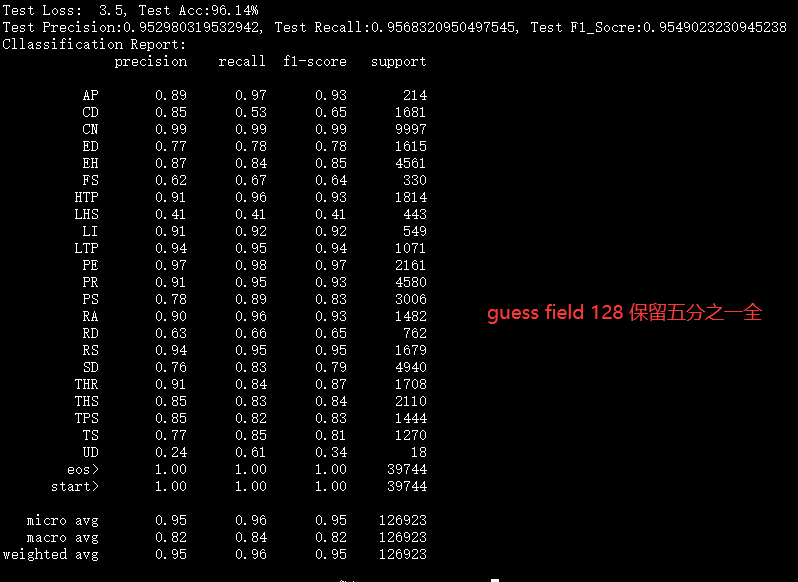 Test Loss:  3.5, Test Acc:96.14%
Test Precision:0.952980319532942, Test Recall:0.9568320950497545, Test F1_Socre:0.9549023230945238
Cllassification Report:
precision recall f1-score support
AP 0.89 0.97 0.93 214
CD 0.85 0.53 0.65 1681
CN 0.99 0.99 0.99 9997
ED 0.77 0.78 0.78 1615
EH 0.87 0.84 0.85 4561
FS 0.62 0.67 0.64 330
HTP 0.91 0.96 0.93 1814
LHS 0.41 0.41 0.41 443
LI 0.91 0.92 0.92 549
LTP 0.94 0.95 0.94 1071
PE 0.97 0.98 0.97 2161
PR 0.91 0.95 0.93 4580
PS 0.78 0.89 0.83 3006
RA 0.90 0.96 0.93 1482
RD 0.63 0.66 0.65 762
RS 0.94 0.95 0.95 1679
SD 0.76 0.83 0.79 4940
THR 0.91 0.84 0.87 1708
THS 0.85 0.83 0.84 2110
TPS 0.85 0.82 0.83 1444
TS 0.77 0.85 0.81 1270
UD 0.24 0.61 0.34 18
eos> 1.00 1.00 1.00 39744
start> 1.00 1.00 1.00 39744
micro avg 0.95 0.96 0.95 126923
macro avg 0.82 0.84 0.82 126923
weighted avg 0.95 0.96 0.95 126923
guess field 128 保留五分之一全